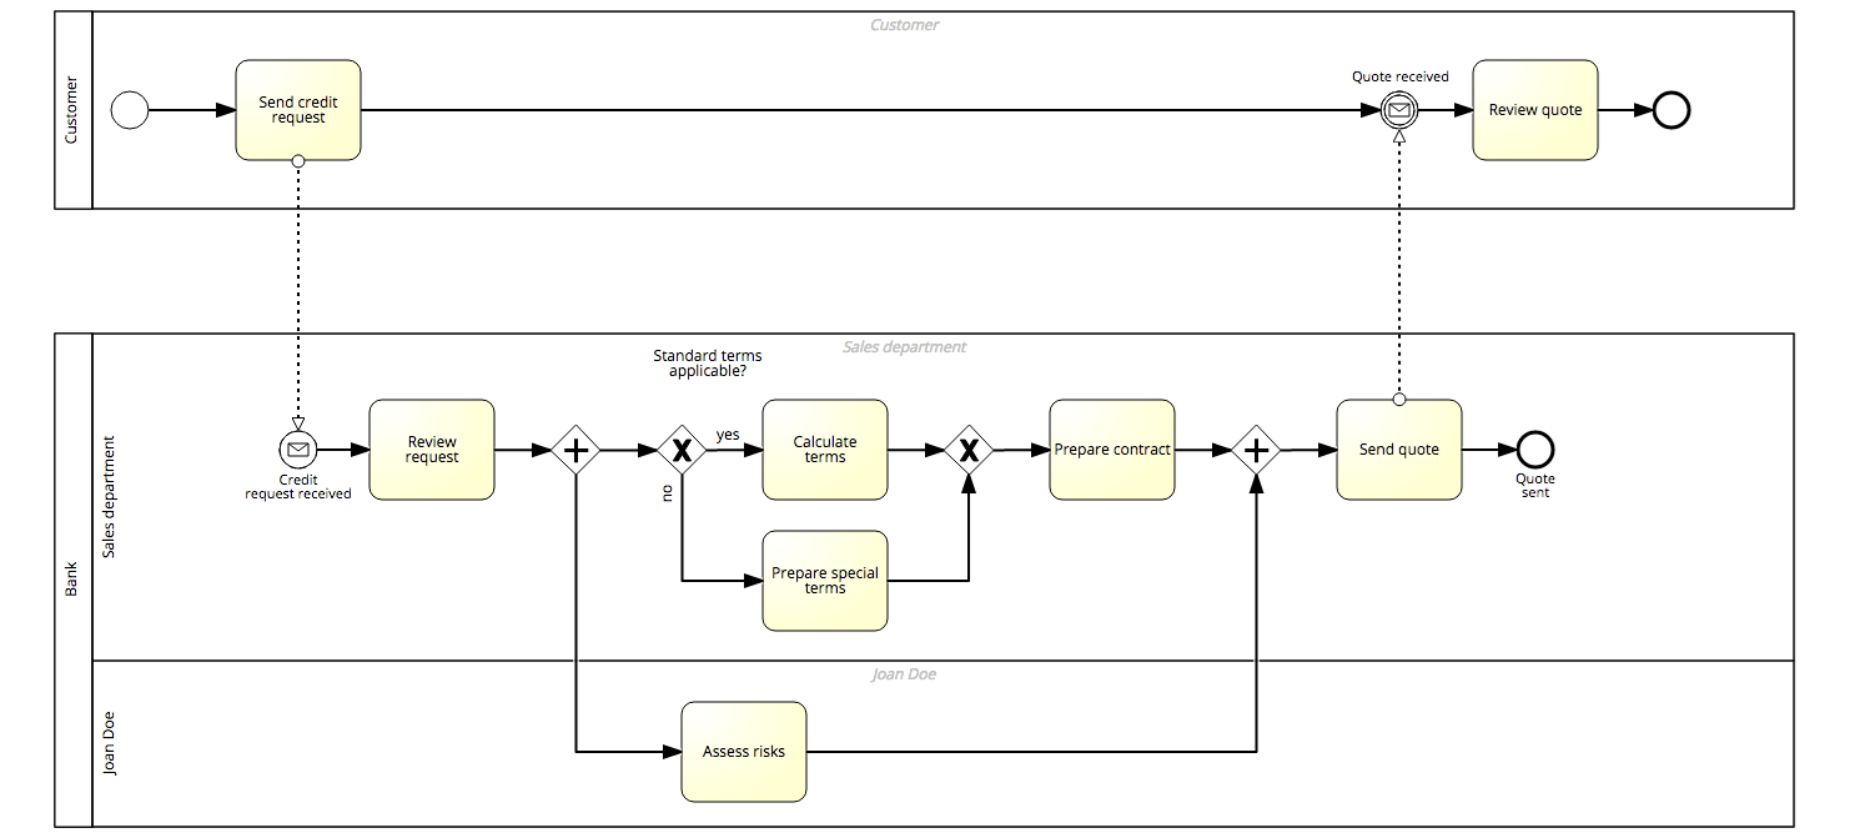 Customer
Customer
Send credit
request
Quote received
Review quote
Bank
Sales department
Sales department
Standard terms
applicable?
Credit
request received
Review
request
yes
no
Calculate
terms
Prepare special
terms
Prepare contract
Send quote
Quote
sent
Joan Doe
Joan Doe
Assess risks